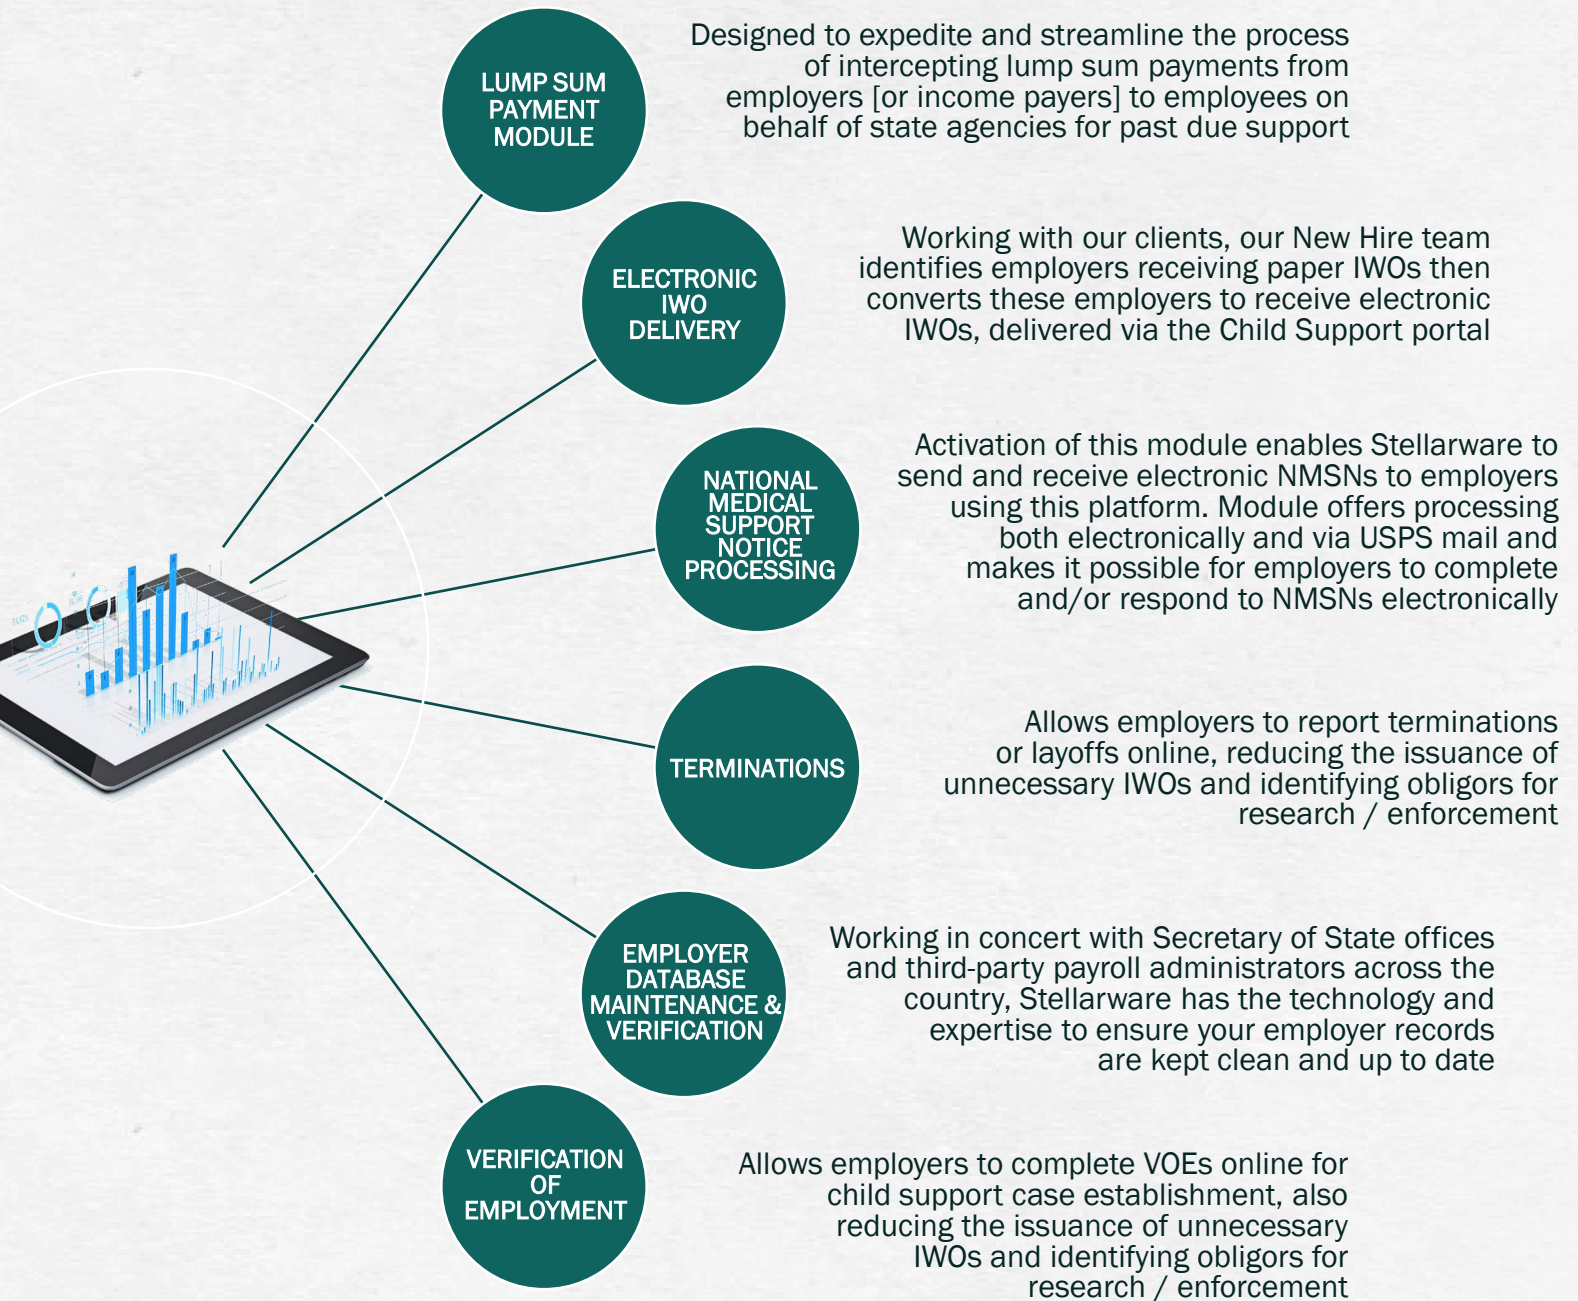 LUMP SUM
PAYMENT
MODULE
Designed to expedite and streamline the process
of intercepting lump sum payments from
employers [or income payers] to employees on
behalf of state agencies for past due support
ELECTRONIC
IWO
DELIVERY
Working with our clients, our New Hire team
identifies employers receiving paper IWOs then
converts these employers to receive electronic
IWOs, delivered via the Child Support portal
NATIONAL
MEDICAL
SUPPORT
NOTICE
PROCESSING
Activation of this module enables Stellarware to
send and receive electronic NMSNs to employers
using this platform. Module offers processing
both electronically and via USPS mail and
makes it possible for employers to complete
and/or respond to NMSNs electronically
TERMINATIONS
Allows employers to report terminations
or layoffs online, reducing the issuance of
unnecessary IWOs and identifying obligors for
research / enforcement
EMPLOYER
DATABASE
MAINTENANCE &
VERIFICATION
Working in concert with Secretary of State offices
and third-party payroll administrators across the
country, Stellarware has the technology and
expertise to ensure your employer records
are kept clean and up to date
VERIFICATION
OF
EMPLOYMENT
Allows employers to complete VOEs online for
child support case establishment, also
reducing the issuance of unnecessary
IWOs and identifying obligors for
research / enforcement